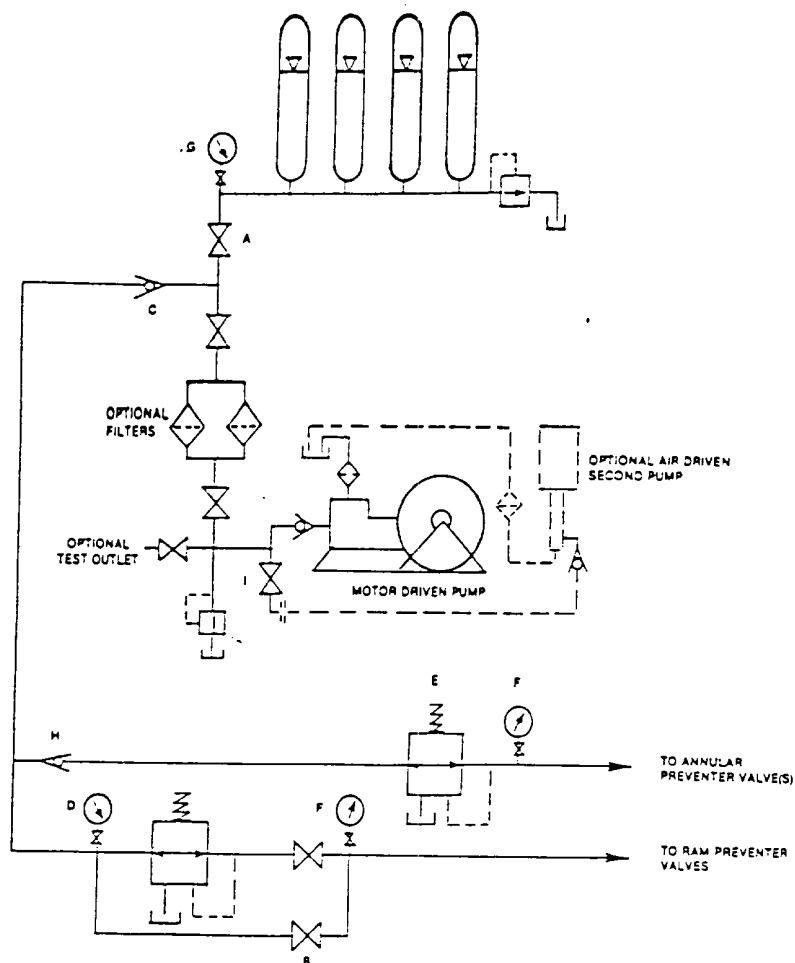 G
A
C
OPTIONAL
FILTERS
OPTIONAL AIR DRIVEN
SECOND PUMP
OPTIONAL
TEST OUTLET
I
MOTOR DRIVEN PUMP
E
F
H
TO ANNULAR
PREVENTER VALVE(S)
D
F
TO RAM PREVENTER
VALVES
B